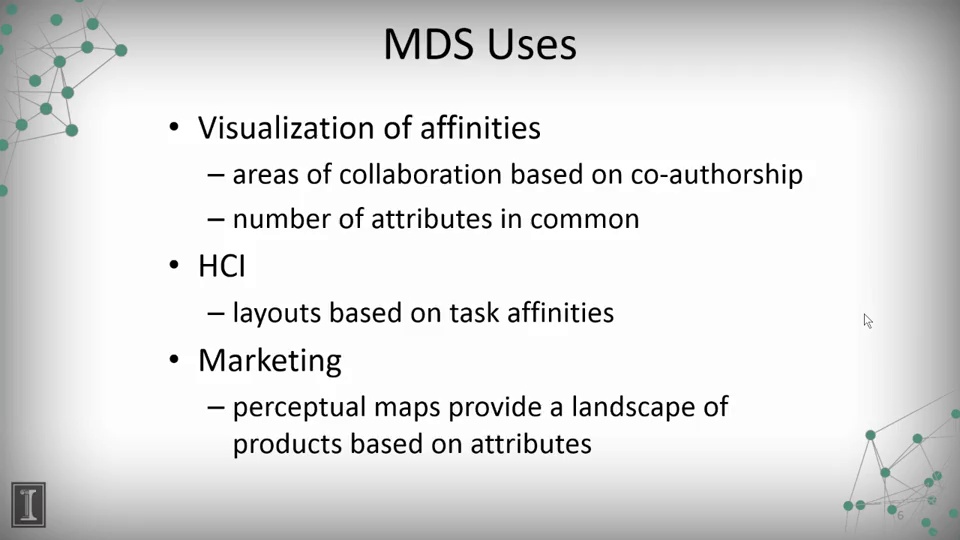 MDS Uses
• Visualization of affinities
– areas of collaboration based on co-authorship
– number of attributes in common
• HCI
– layouts based on task affinities
• Marketing
– perceptual maps provide a landscape of
products based on attributes
I
6